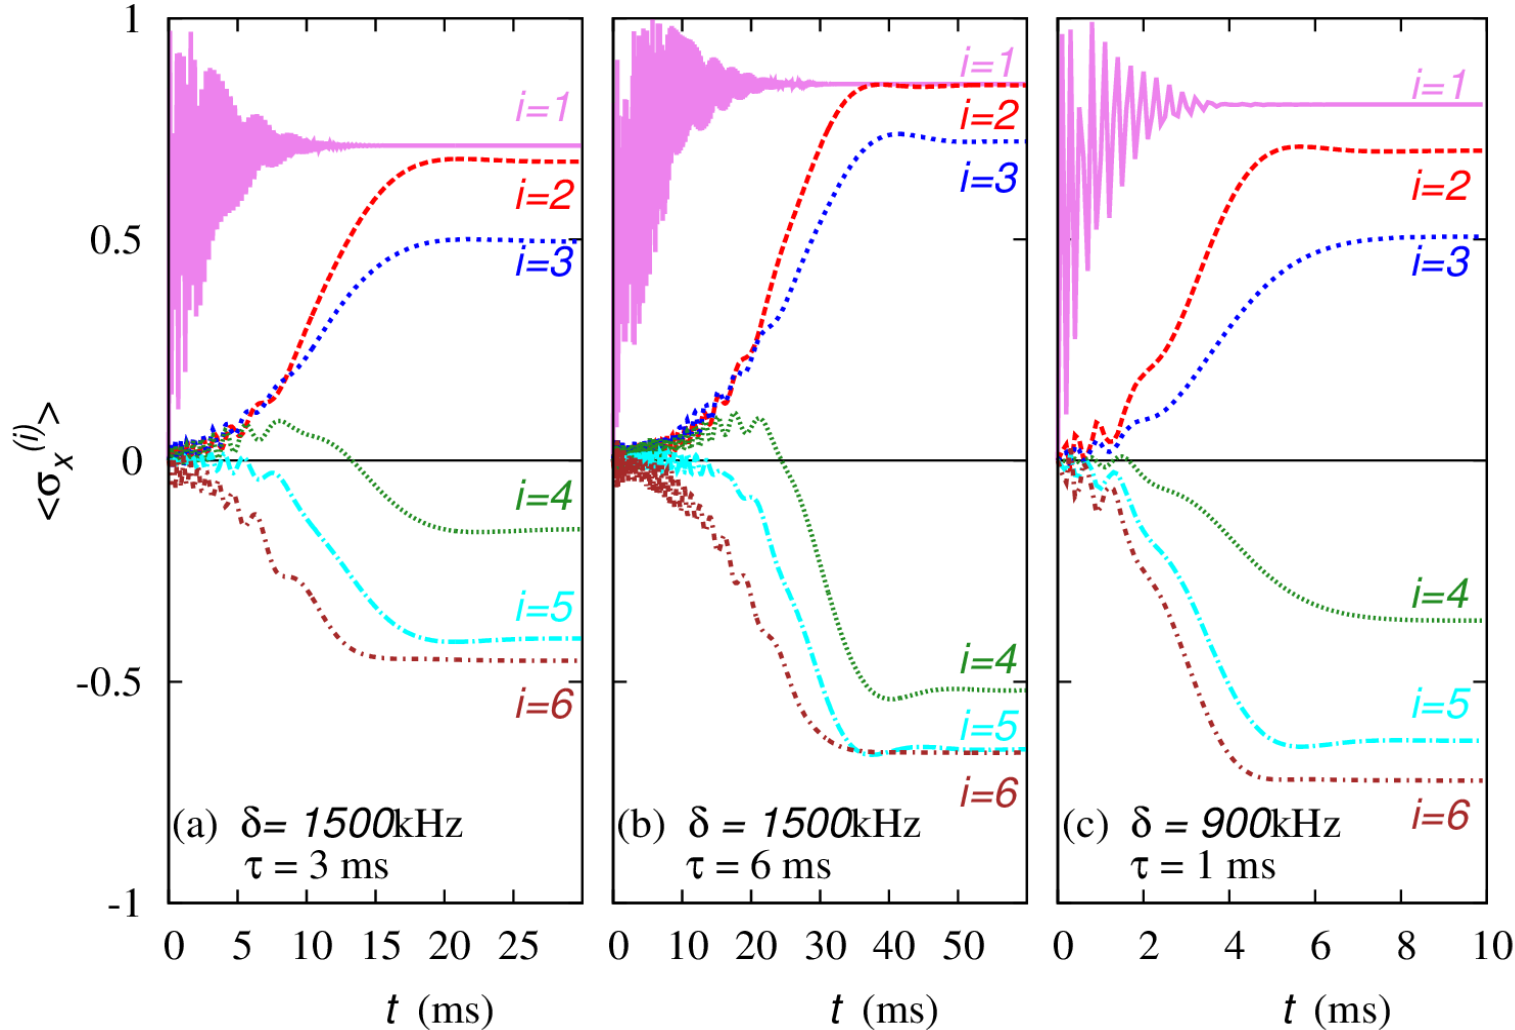 1
0.5
0
-0.5
-1
<σx(i)>
i=1
i=2
i=3
i=4
i=5
i=6
(a) δ= 1500kHz
τ = 3 ms
0 5 10 15 20 25
t (ms)
i=1
i=2
i=3
i=4
i=5
i=6
(b) δ = 1500kHz
τ = 6 ms
0 10 20 30 40 50
t (ms)
i=1
i=2
i=3
i=4
i=5
i=6
(c) δ = 900kHz
τ = 1 ms
0 2 4 6 8 10
t (ms)